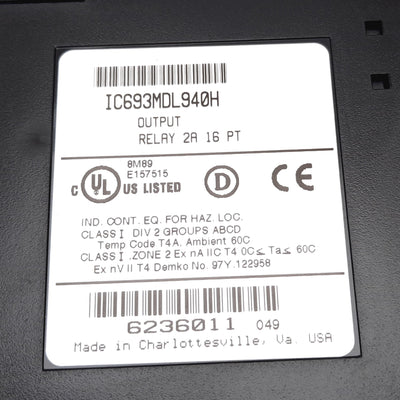 IC693MDL940H
OUTPUT
RELAY 2A 16 PT
8M89
E157515
C UL US LISTED D CE
IND. CONT. EQ. FOR HAZ. LOC.
CLASS I DIV 2 GROUPS ABCD
Temp Code T4A. Ambient 60C
CLASS I .ZONE 2 Ex nA IIC T4 0C≤ Ta≤ 60C
Ex nV II T4 Demko No. 97Y.122958
6236011 049
Made in Charlottesville, Va. USA